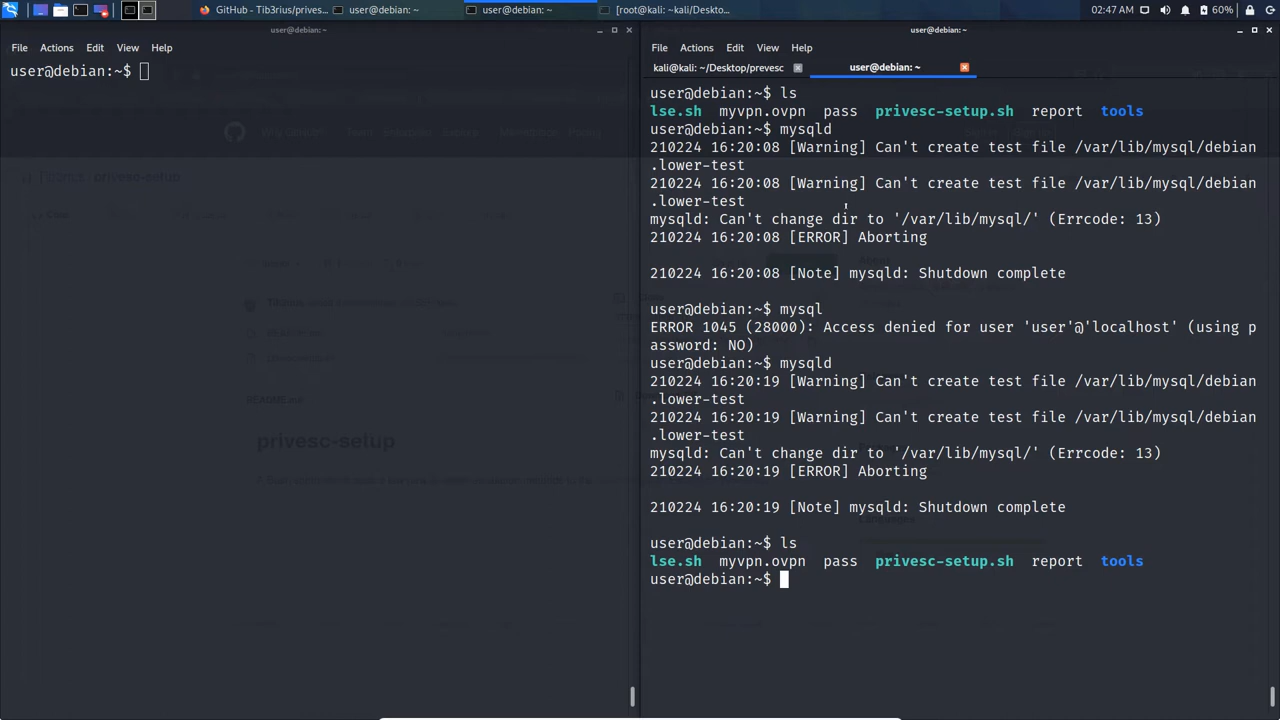 GitHub - Tib3rius/prives...
user@debian: ~
user@debian: ~
[root@kali: ~/Deskto...
02:47 AM
60%
user@debian: ~
File Actions Edit View Help
user@debian:~$
user@debian: ~
File Actions Edit View Help
kali@kali: ~/Desktop/prevesc
user@debian: ~
user@debian:~$ ls
lse.sh myvpn.ovpn pass privesc-setup.sh report tools
user@debian:~$ mysqld
210224 16:20:08 [Warning] Can't create test file /var/lib/mysql/debian
.lower-test
210224 16:20:08 [Warning] Can't create test file /var/lib/mysql/debian
.lower-test
mysqld: Can't change dir to '/var/lib/mysql/' (Errcode: 13)
210224 16:20:08 [ERROR] Aborting
210224 16:20:08 [Note] mysqld: Shutdown complete
user@debian:~$ mysql
ERROR 1045 (28000): Access denied for user 'user'@'localhost' (using p
assword: NO)
user@debian:~$ mysqld
210224 16:20:19 [Warning] Can't create test file /var/lib/mysql/debian
.lower-test
210224 16:20:19 [Warning] Can't create test file /var/lib/mysql/debian
.lower-test
mysqld: Can't change dir to '/var/lib/mysql/' (Errcode: 13)
210224 16:20:19 [ERROR] Aborting
210224 16:20:19 [Note] mysqld: Shutdown complete
user@debian:~$ ls
lse.sh myvpn.ovpn pass privesc-setup.sh report tools
user@debian:~$
README.md
privesc-setup